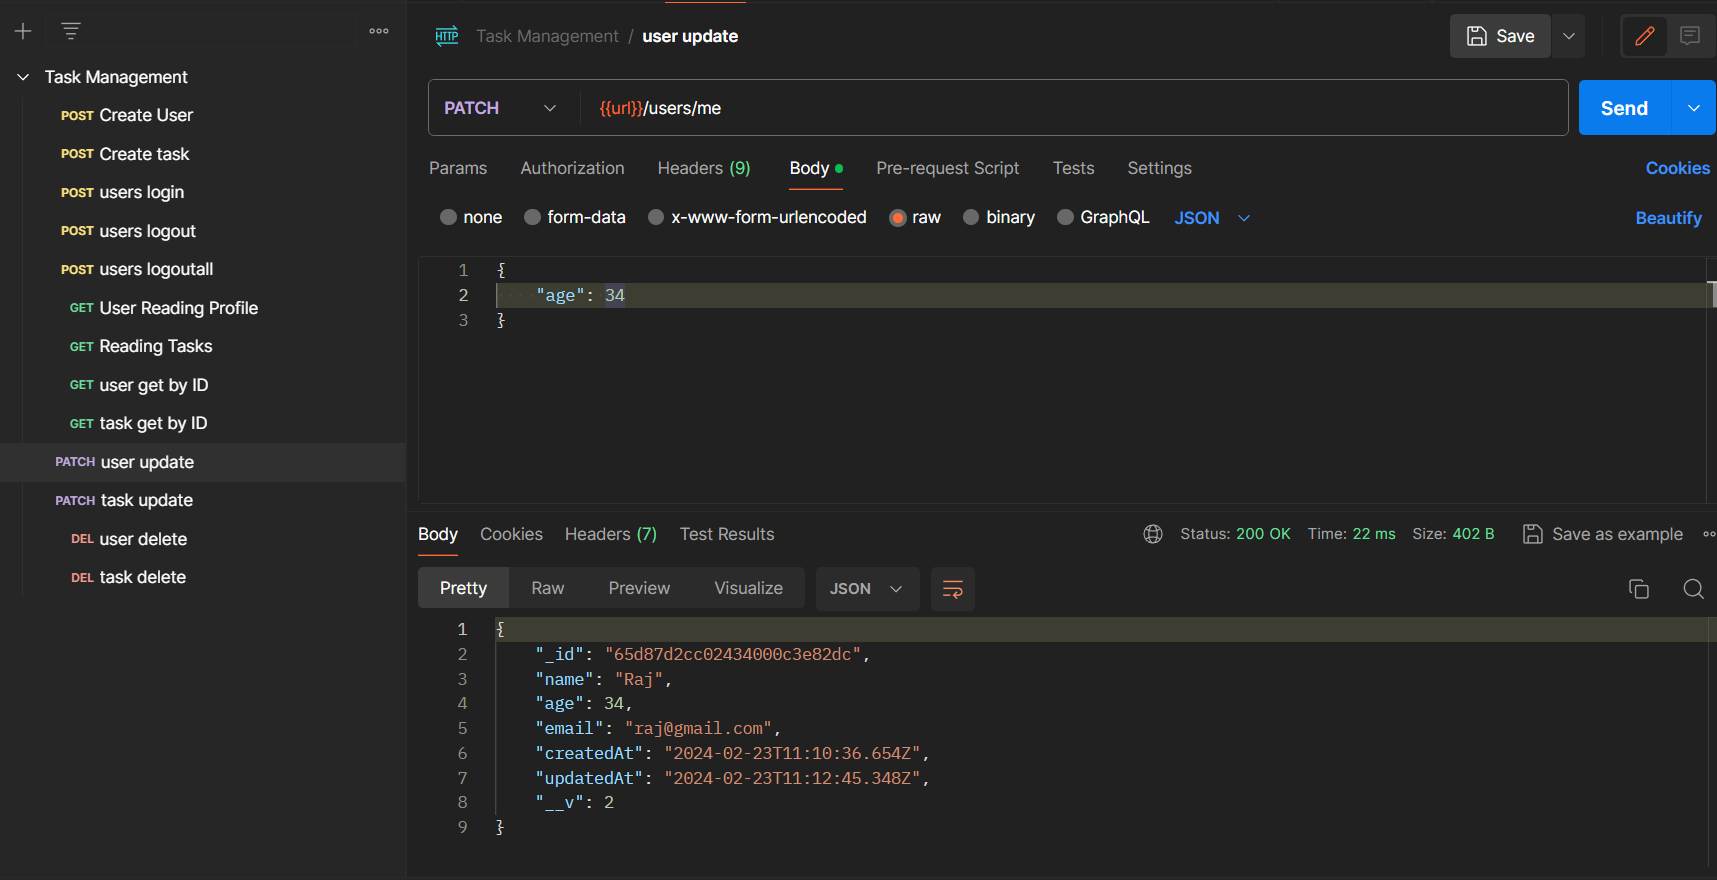 Task Management
POST Create User
POST Create task
POST users login
POST users logout
POST users logoutall
GET User Reading Profile
GET Reading Tasks
GET user get by ID
GET task get by ID
PATCH user update
PATCH task update
DEL user delete
DEL task delete
HTTP Task Management / user update
Save
PATCH {{url}}/users/me
Send
Params Authorization Headers (9) Body Pre-request Script Tests Settings Cookies
none form-data x-www-form-urlencoded raw binary GraphQL JSON Beautify
1 {
2 "age": 34
3 }
Body Cookies Headers (7) Test Results Status: 200 OK Time: 22 ms Size: 402 B Save as example
Pretty Raw Preview Visualize JSON
1 {
2 "_id": "65d87d2cc02434000c3e82dc",
3 "name": "Raj",
4 "age": 34,
5 "email": "raj@gmail.com",
6 "createdAt": "2024-02-23T11:10:36.654Z",
7 "updatedAt": "2024-02-23T11:12:45.348Z",
8 "__v": 2
9 }